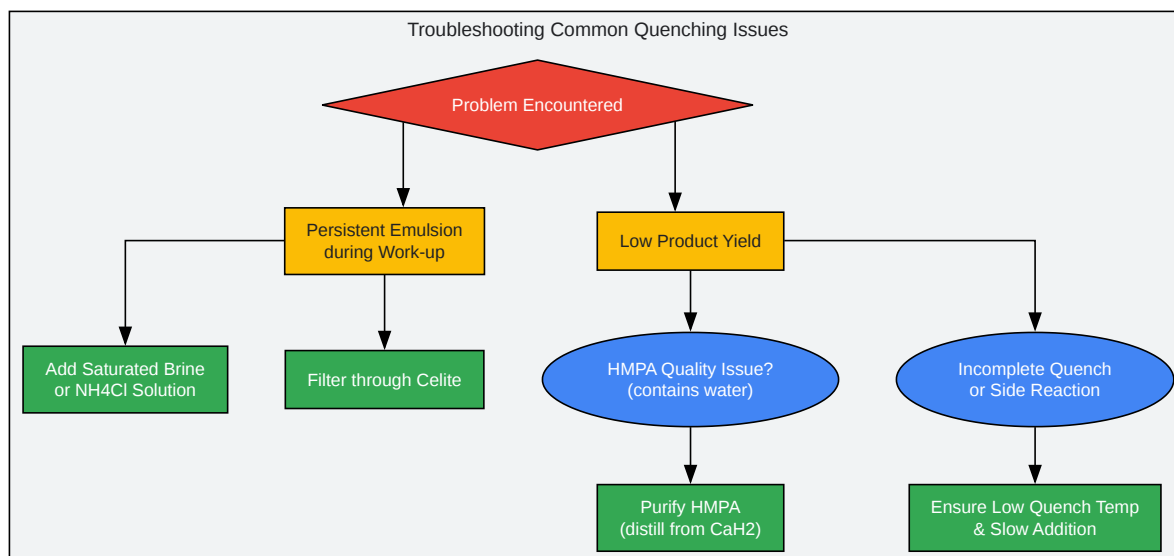 Troubleshooting Common Quenching Issues
Problem Encountered
Persistent Emulsion
during Work-up
Low Product Yield
Add Saturated Brine
or NH4Cl Solution
Filter through Celite
HMPA Quality Issue?
(contains water)
Incomplete Quench
or Side Reaction
Purify HMPA
(distill from CaH2)
Ensure Low Quench Temp
& Slow Addition